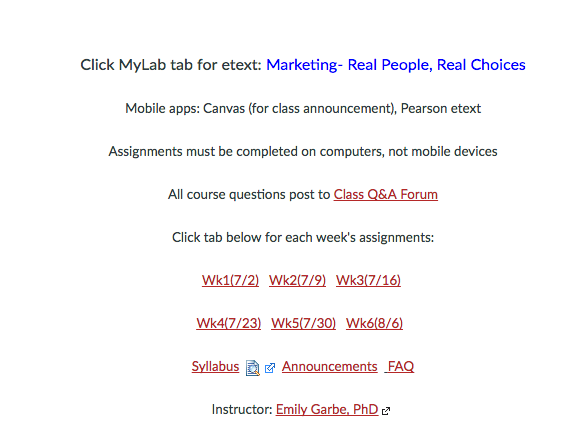 Click MyLab tab for etext: Marketing- Real People, Real Choices
Mobile apps: Canvas (for class announcement), Pearson etext
Assignments must be completed on computers, not mobile devices
All course questions post to Class Q&A Forum
Click tab below for each week's assignments:
Wk1(7/2) Wk2(7/9) Wk3(7/16)
Wk4(7/23) Wk5(7/30) Wk6(8/6)
Syllabus Announcements FAQ
Instructor: Emily Garbe, PhD